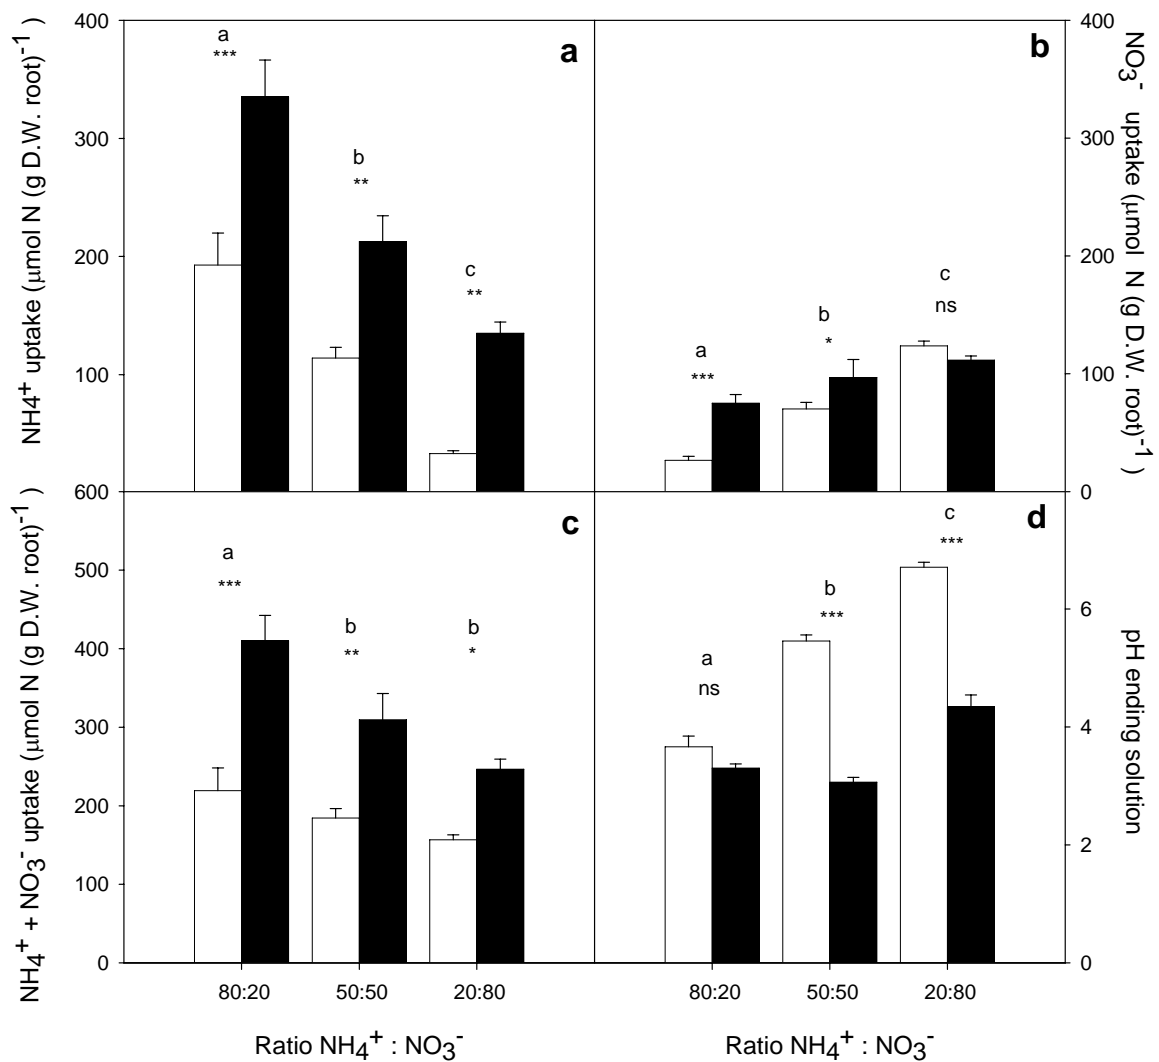 NH4⁺ uptake (μmol N (g D.W. root)⁻¹ )
400
300
200
100
600
a
a
***
b
**
c
**
b
a
***
b
*
c
ns
400
300
200
100
0
NO₃⁻ uptake (μmol N (g D.W. root)⁻¹ )
NH₄⁺ + NO₃⁻ uptake (μmol N (g D.W. root)⁻¹ )
500
400
300
200
100
0
c
a
***
b
**
b
*
d
a
ns
b
***
c
***
6
4
2
0
pH ending solution
80:20 50:50 20:80
80:20 50:50 20:80
Ratio NH₄⁺ : NO₃⁻
Ratio NH₄⁺ : NO₃⁻